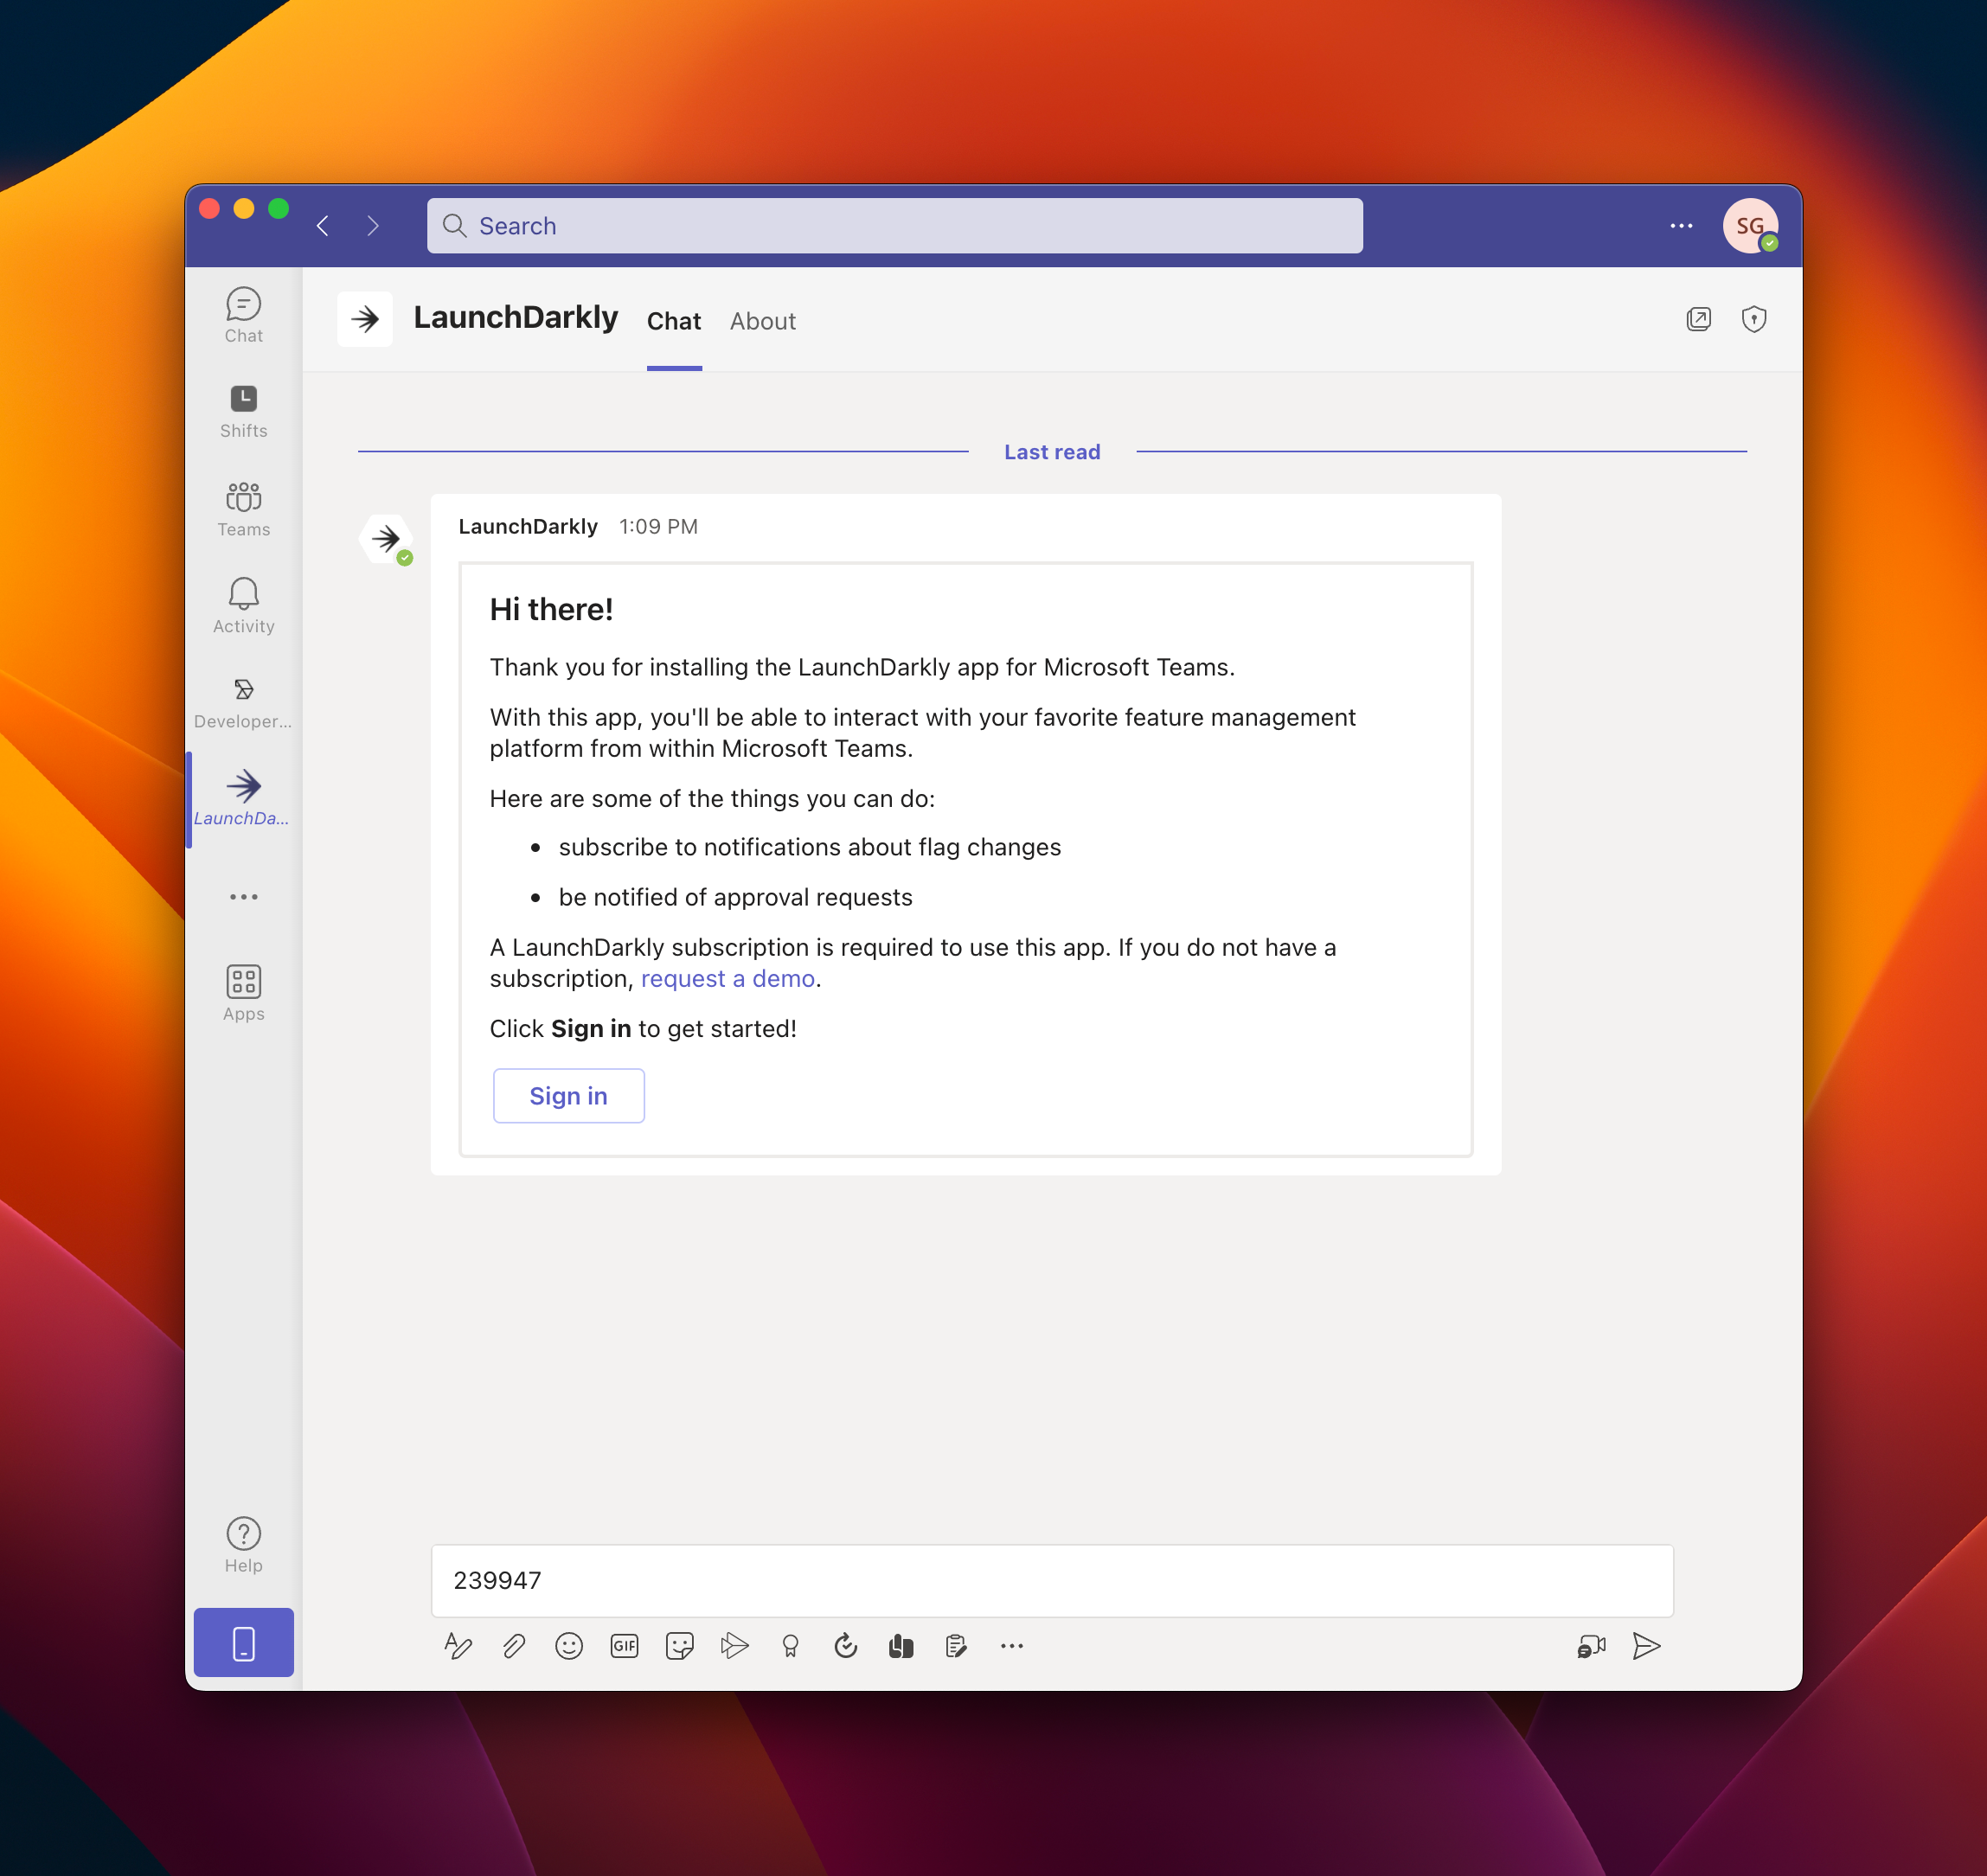 Search
SG
LaunchDarkly
Chat
About
Chat
Shifts
Teams
Activity
Developer...
LaunchDa...
Apps
Help
Last read
LaunchDarkly 1:09 PM
Hi there!
Thank you for installing the LaunchDarkly app for Microsoft Teams.
With this app, you'll be able to interact with your favorite feature management
platform from within Microsoft Teams.
Here are some of the things you can do:
• subscribe to notifications about flag changes
• be notified of approval requests
A LaunchDarkly subscription is required to use this app. If you do not have a
subscription, request a demo.
Click Sign in to get started!
Sign in
239947
GIF